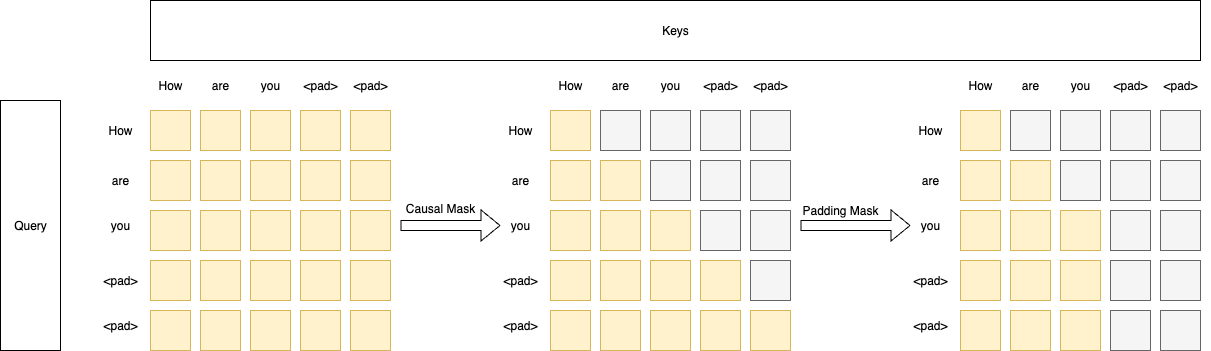 Keys
How are you <pad> <pad> How are you <pad> <pad> How are you <pad> <pad>
How How How
are are are
Causal Mask Padding Mask
Query you you you
<pad> <pad> <pad>
<pad> <pad> <pad>